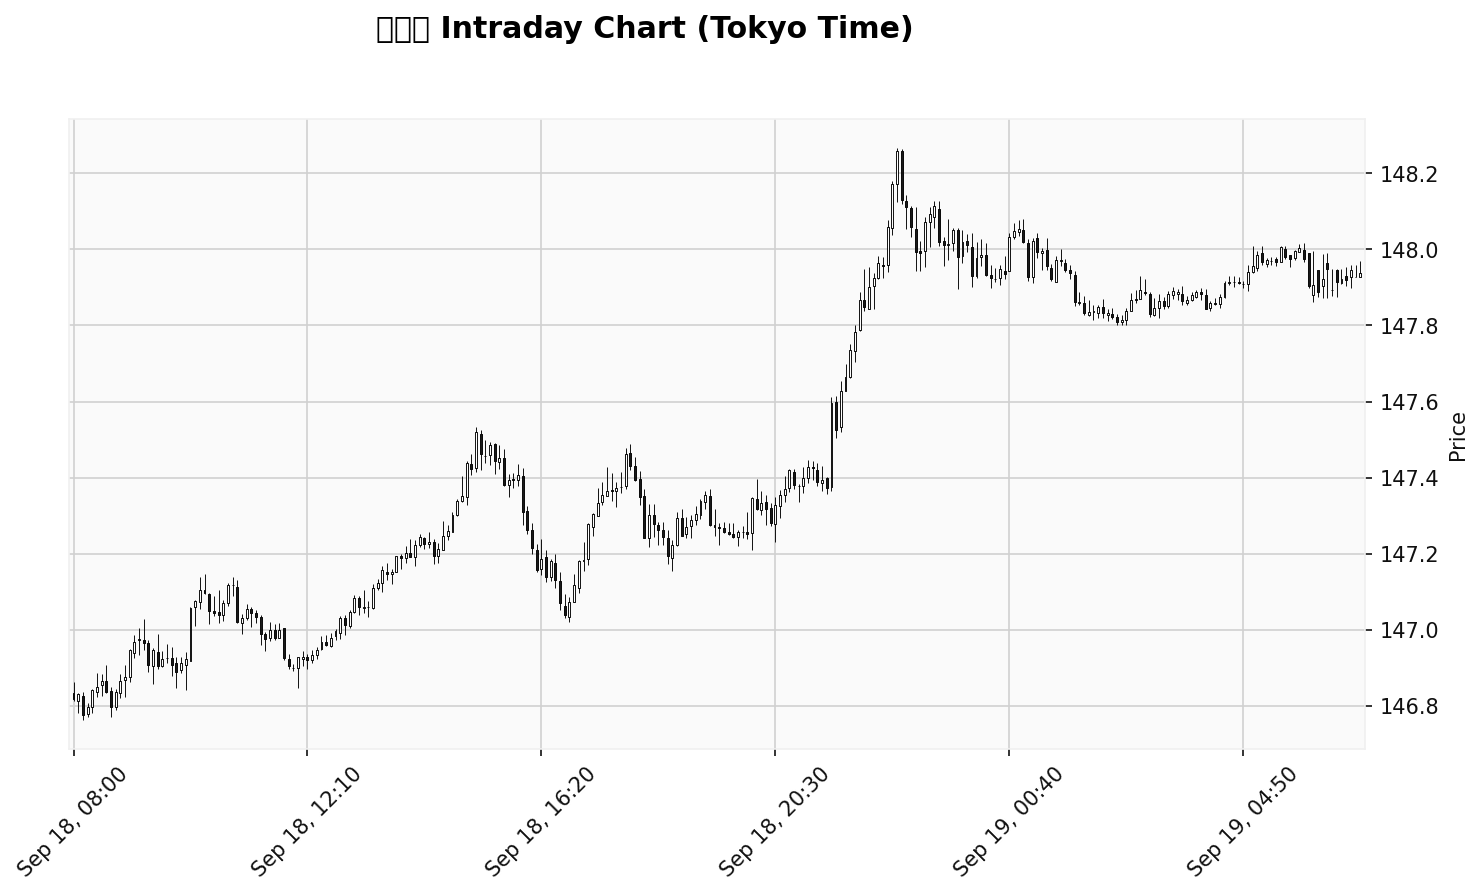 Intraday Chart (Tokyo Time)
148.2
148.0
147.8
147.6
147.4
147.2
147.0
146.8
Price
Sep 18, 08:00
Sep 18, 12:10
Sep 18, 16:20
Sep 18, 20:30
Sep 19, 00:40
Sep 19, 04:50